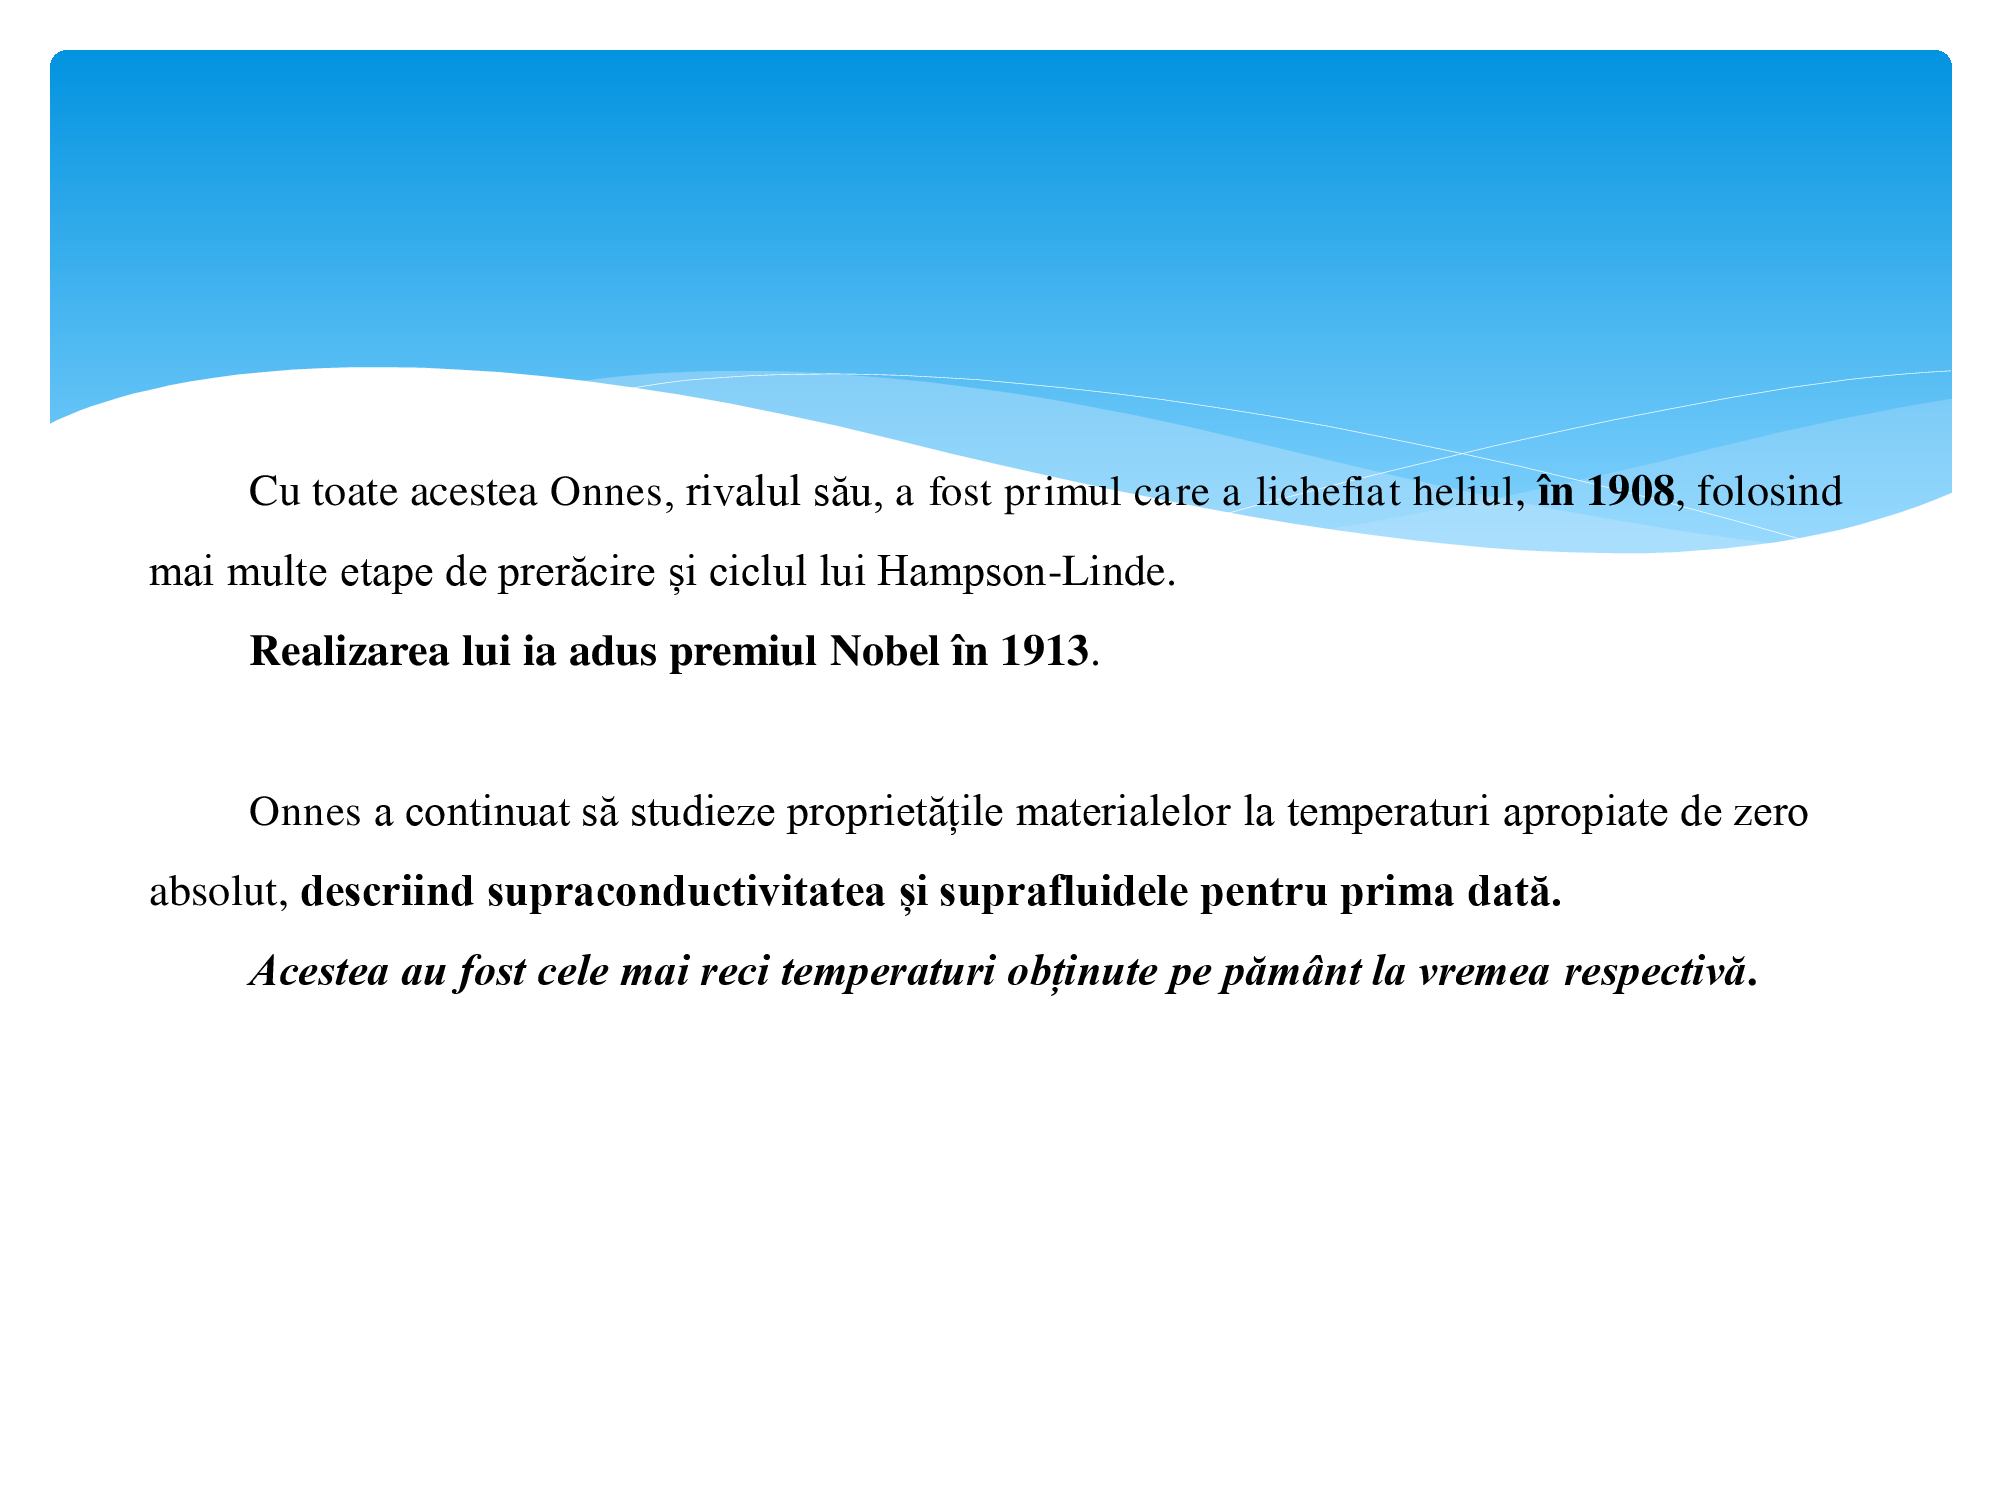 Cu toate acestea Onnes, rivalul său, a fost primul care a lichefiat heliul, în 1908, folosind
mai multe etape de prerăcire și ciclul lui Hampson-Linde.
Realizarea lui ia adus premiul Nobel în 1913.
Onnes a continuat să studieze proprietățile materialelor la temperaturi apropiate de zero
absolut, descriind supraconductivitatea și suprafluidele pentru prima dată.
Acestea au fost cele mai reci temperaturi obținute pe pământ la vremea respectivă.